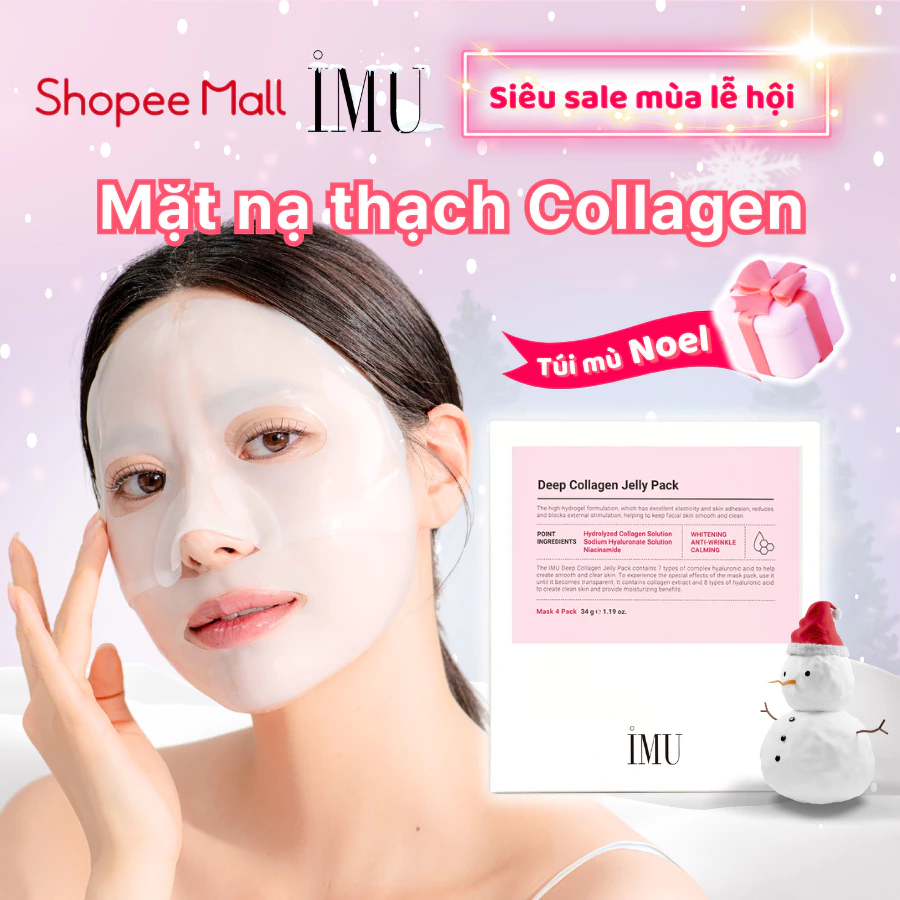 Shopee Mall
iMU
Siêu sale mùa lễ hội
Mặt nạ thạch Collagen
Túi mù Noel
Deep Collagen Jelly Pack
The high-hydrogel formulation, which has excellent elasticity and skin adhesion, reduces
and blocks external stimulation, helping to keep facial skin smooth and clean.
POINT
INGREDIENTS
Hydrolyzed Collagen Solution
Sodium Hyaluronate Solution
Niacinamide
WHITENING
ANTI-WRINKLE
CALMING
The IMU Deep Collagen Jelly Pack contains 7 types of complex hyaluronic acid to help
create smooth and clear skin. To experience the special effects of the mask pack, use it
until it becomes transparent. It contains collagen extract and 8 types of hyaluronic acid
to create clean skin and provide moisturizing benefits.
Mask 4 Pack 34 g ℮ 1.19 oz.
iMU